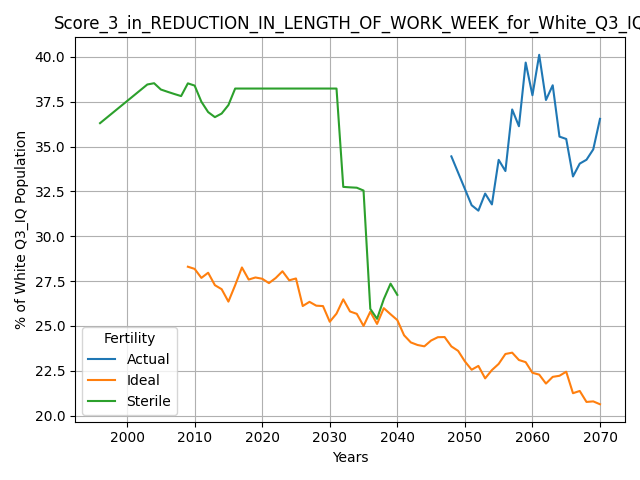 Score_3_in_REDUCTION_IN_LENGTH_OF_WORK_WEEK_for_White_Q3_IQ
40.0
37.5
35.0
32.5
30.0
27.5
25.0
22.5
20.0
% of White Q3_IQ Population
Fertility
Actual
Ideal
Sterile
2000 2010 2020 2030 2040 2050 2060 2070
Years